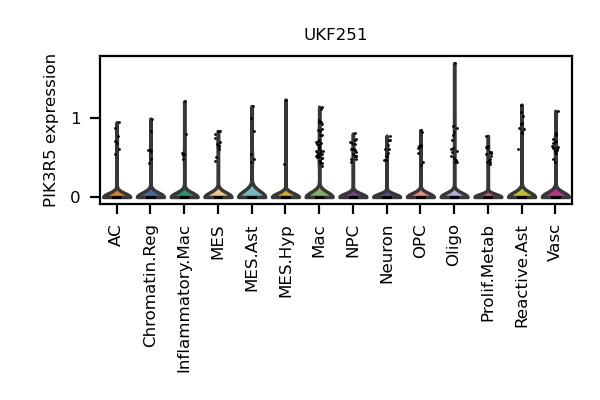 UKF251
PIK3R5 expression
1
0
AC
Chromatin.Reg
Inflammatory.Mac
MES
MES.Ast
MES.Hyp
Mac
NPC
Neuron
OPC
Oligo
Prolif.Metab
Reactive.Ast
Vasc